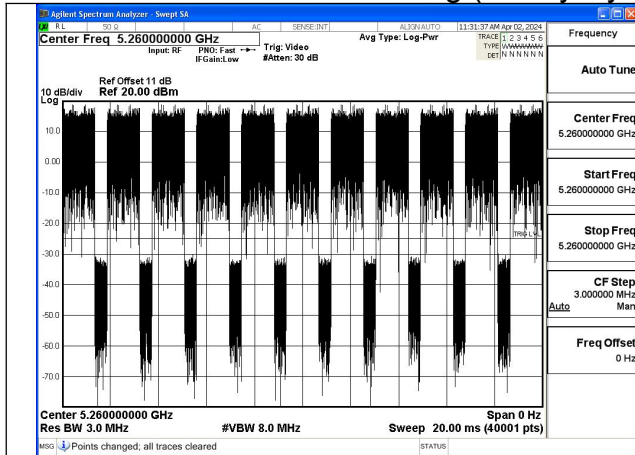 Agilent Spectrum Analyzer - Swept SA
RL 50 Ω AC SENSE:INT ALIGNAUTO 11:31:37 AM Apr 02, 2024
Center Freq 5.260000000 GHz
Input: RF PNO: Fast Trig: Video Avg Type: Log-Pwr TRACE 1 2 3 4 5 6
IFGain:Low #Atten: 30 dB TYPE WWWWWW
DET N N N N N N
Ref Offset 11 dB
10 dB/div Ref 20.00 dBm
Log
10.0
0.00
-10.0
-20.0
TRIG LVL
-30.0
-40.0
-50.0
-60.0
-70.0
Center 5.260000000 GHz Span 0 Hz
Res BW 3.0 MHz #VBW 8.0 MHz Sweep 20.00 ms (40001 pts)
MSG Points changed; all traces cleared STATUS
Frequency
Auto Tune
Center Freq
5.260000000 GHz
Start Freq
5.260000000 GHz
Stop Freq
5.260000000 GHz
CF Step
3.000000 MHz
Auto Man
Freq Offset
0 Hz